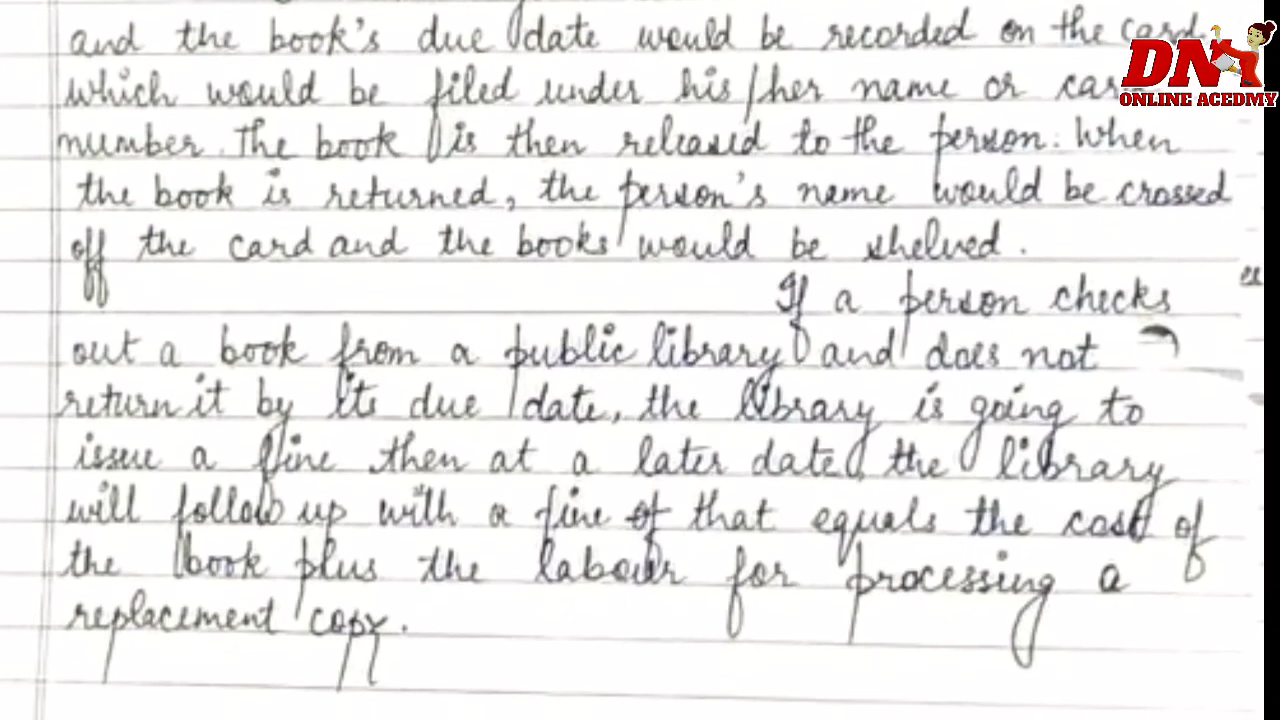 and the book's due date would be recorded on the card
which would be filed under his/her name or card
number. The book is then released to the person. When
the book is returned, the person's name would be crossed
off the card and the books would be shelved.
If a person checks
out a book from a public library and does not
return it by its due date, the library is going to
issue a fine then at a later date, the library
will follow up with a fine of that equals the cost of
the book plus the labour for processing a
replacement copy.
DN
ONLINE ACEDMY